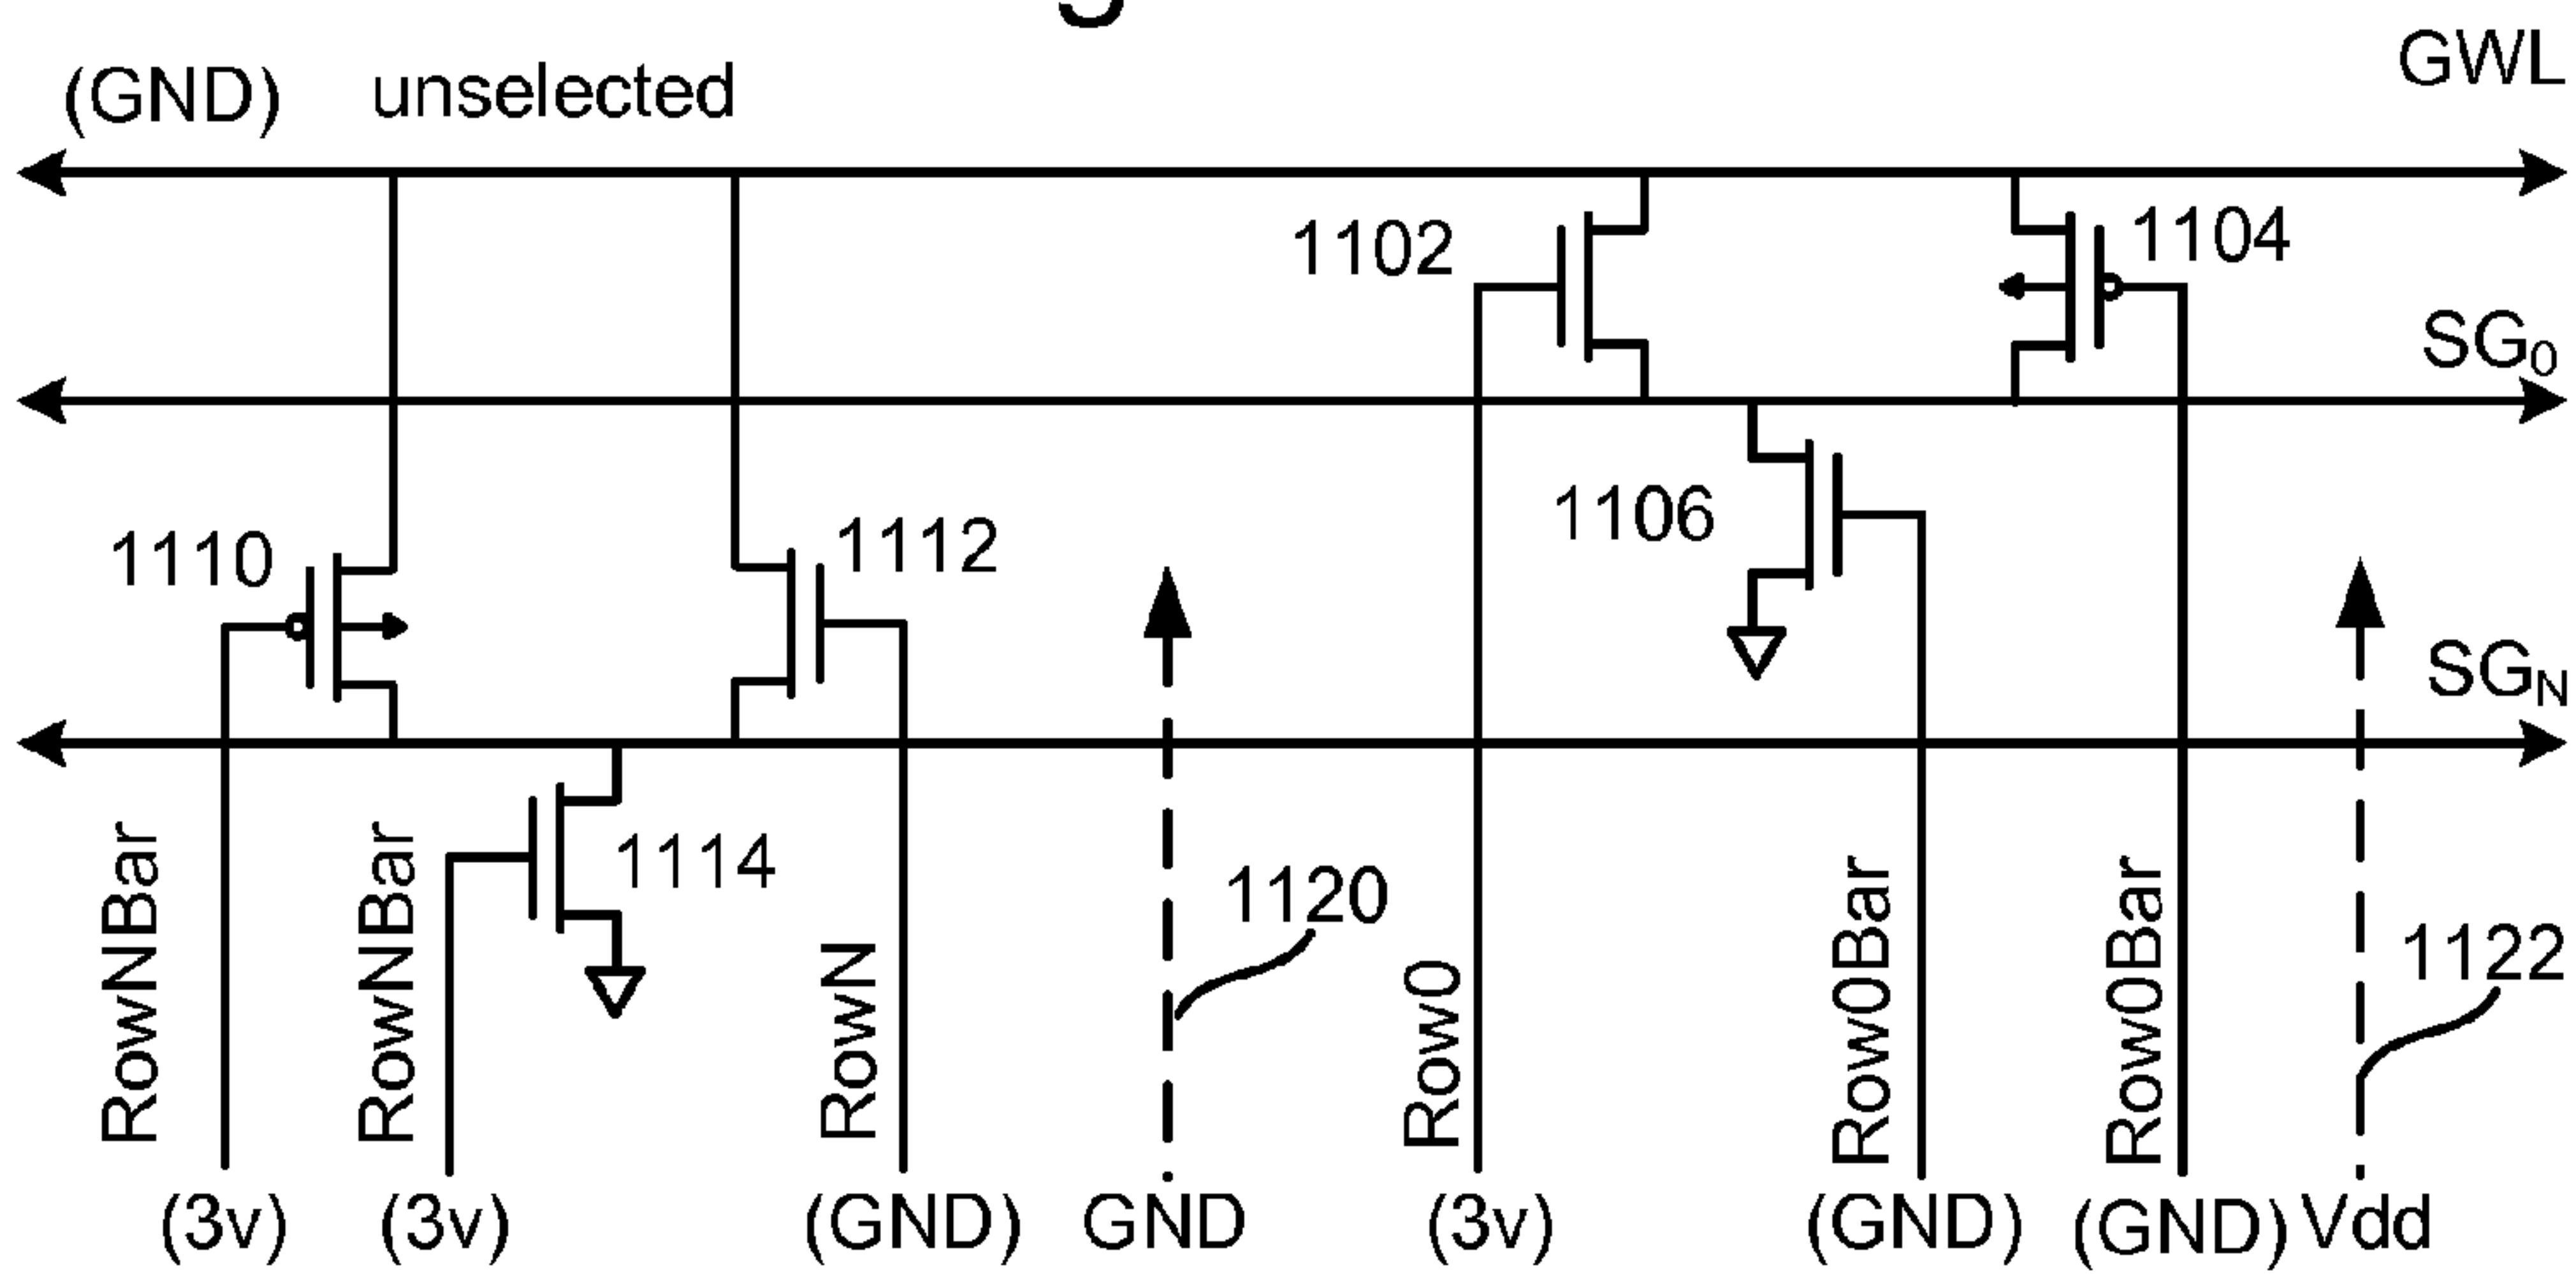 (GND) unselected GWL
1102 1104
SG₀
1110 1112 1106
SG_N
1114 1120 1122
RowNBar
RowNBar
RowN
Row0
Row0Bar
Row0Bar
(3v) (3v) (GND) GND (3v) (GND) (GND) Vdd